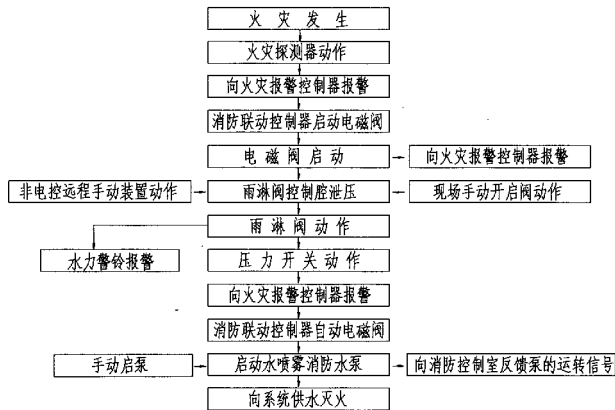 火灾发生
火灾探测器动作
向火灾报警控制器报警
消防联动控制器启动电磁阀
电磁阀启动
向火灾报警控制器报警
非电控远程手动装置动作
雨淋阀控制腔泄压
现场手动开启阀动作
雨淋阀动作
水力警铃报警
压力开关动作
向火灾报警控制器报警
消防联动控制器自动电磁阀
手动启泵
启动水喷雾消防水泵
向消防控制室反馈泵的运转信号
向系统供水灭火